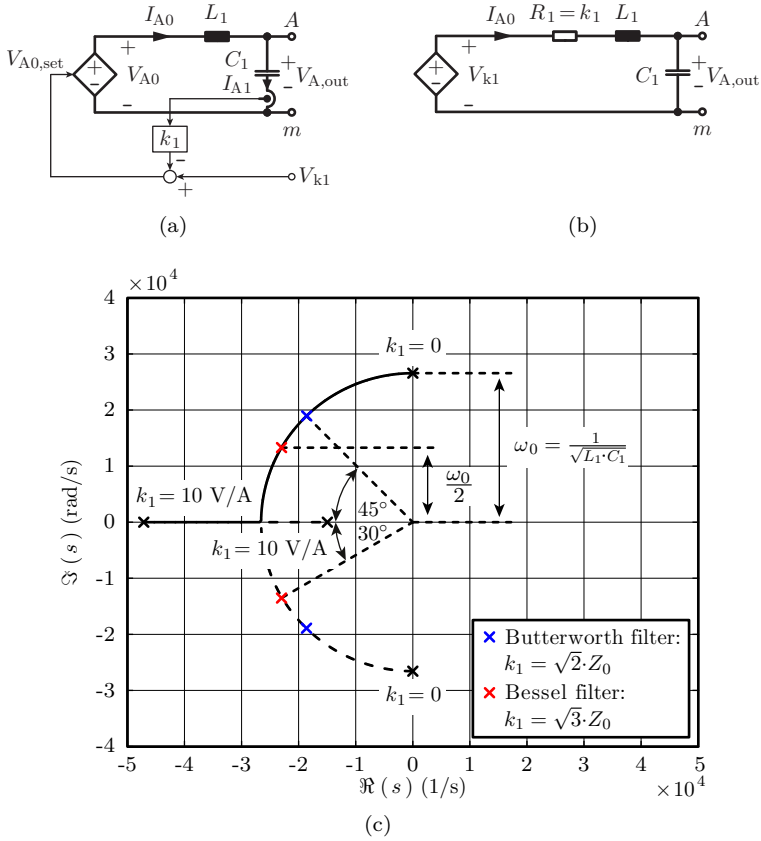 I_A0 L_1 A
V_A0,set + - + V_A0 C_1 + V_A,out
I_A1 -
- m
k_1
-
+ V_k1
(a)
I_A0 R_1=k_1 L_1 A
+ + - V_k1 C_1 + V_A,out -
- m
(b)
×10^4
4
3
2
1
0
-1
-2
-3
-4
ℑ(s) (rad/s)
k_1=0
ω_0 = 1/√(L_1·C_1)
ω_0/2
k_1= 10 V/A
45°
30°
k_1= 10 V/A
k_1=0
× Butterworth filter:
k_1 = √2·Z_0
× Bessel filter:
k_1 = √3·Z_0
-5 -4 -3 -2 -1 0 1 2 3 4 5
ℜ(s) (1/s) ×10^4
(c)